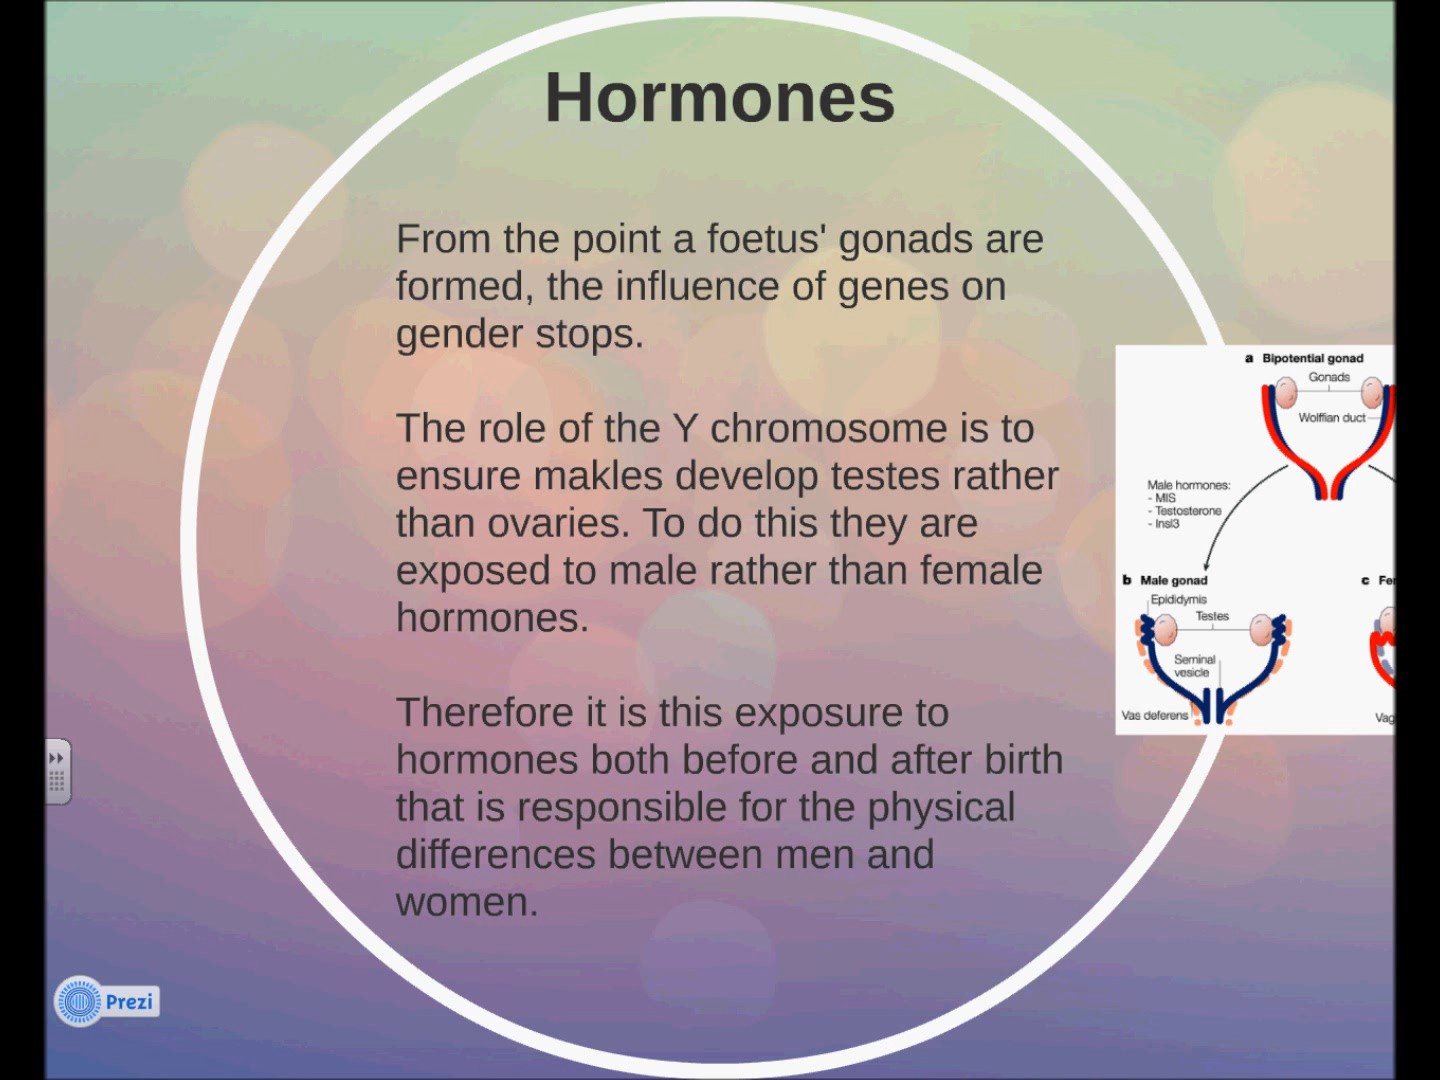 Hormones
From the point a foetus' gonads are
formed, the influence of genes on
gender stops.
The role of the Y chromosome is to
ensure makles develop testes rather
than ovaries. To do this they are
exposed to male rather than female
hormones.
Therefore it is this exposure to
hormones both before and after birth
that is responsible for the physical
differences between men and
women.
a Bipotential gonad
Gonads
Wolffian duct
Male hormones:
- MIS
- Testosterone
- Insl3
b Male gonad
Epididymis
Testes
Seminal
vesicle
Vas deferens
c Fer
Vag
Prezi